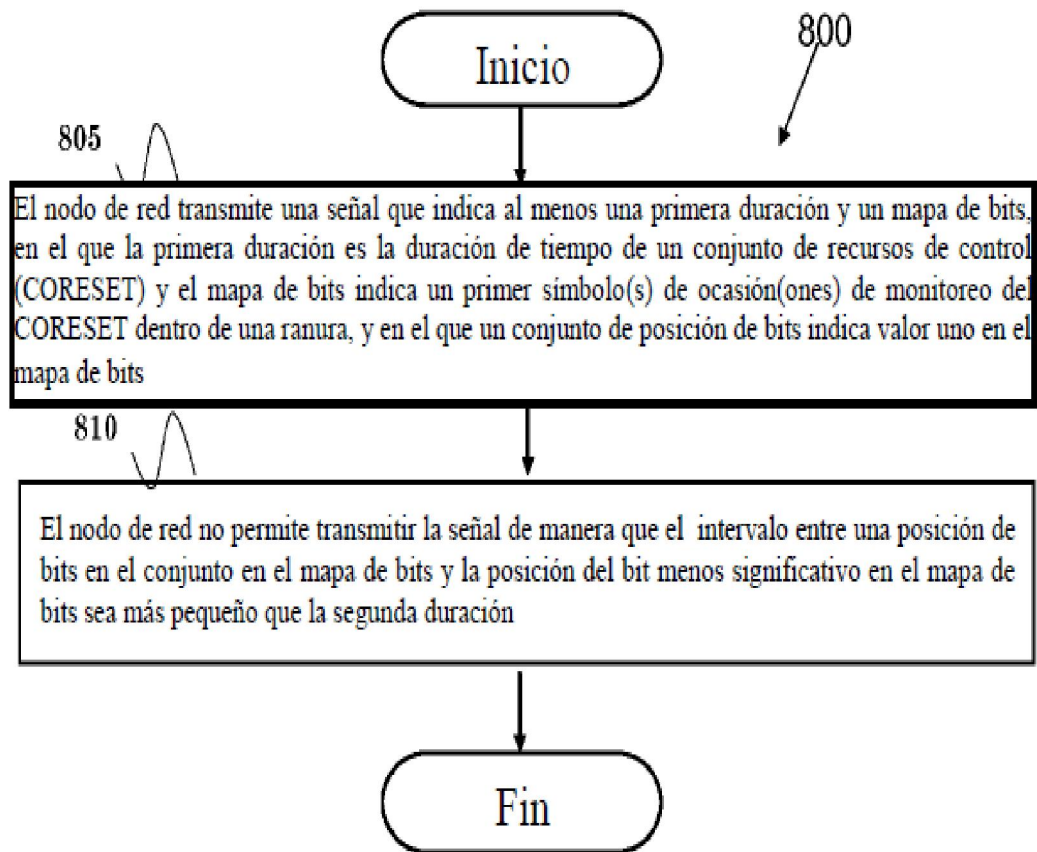 Inicio
800
805
El nodo de red transmite una señal que indica al menos una primera duración y un mapa de bits,
en el que la primera duración es la duración de tiempo de un conjunto de recursos de control
(CORESET) y el mapa de bits indica un primer símbolo(s) de ocasión(ones) de monitoreo del
CORESET dentro de una ranura, y en el que un conjunto de posición de bits indica valor uno en el
mapa de bits
810
El nodo de red no permite transmitir la señal de manera que el intervalo entre una posición de
bits en el conjunto en el mapa de bits y la posición del bit menos significativo en el mapa de
bits sea más pequeño que la segunda duración
Fin